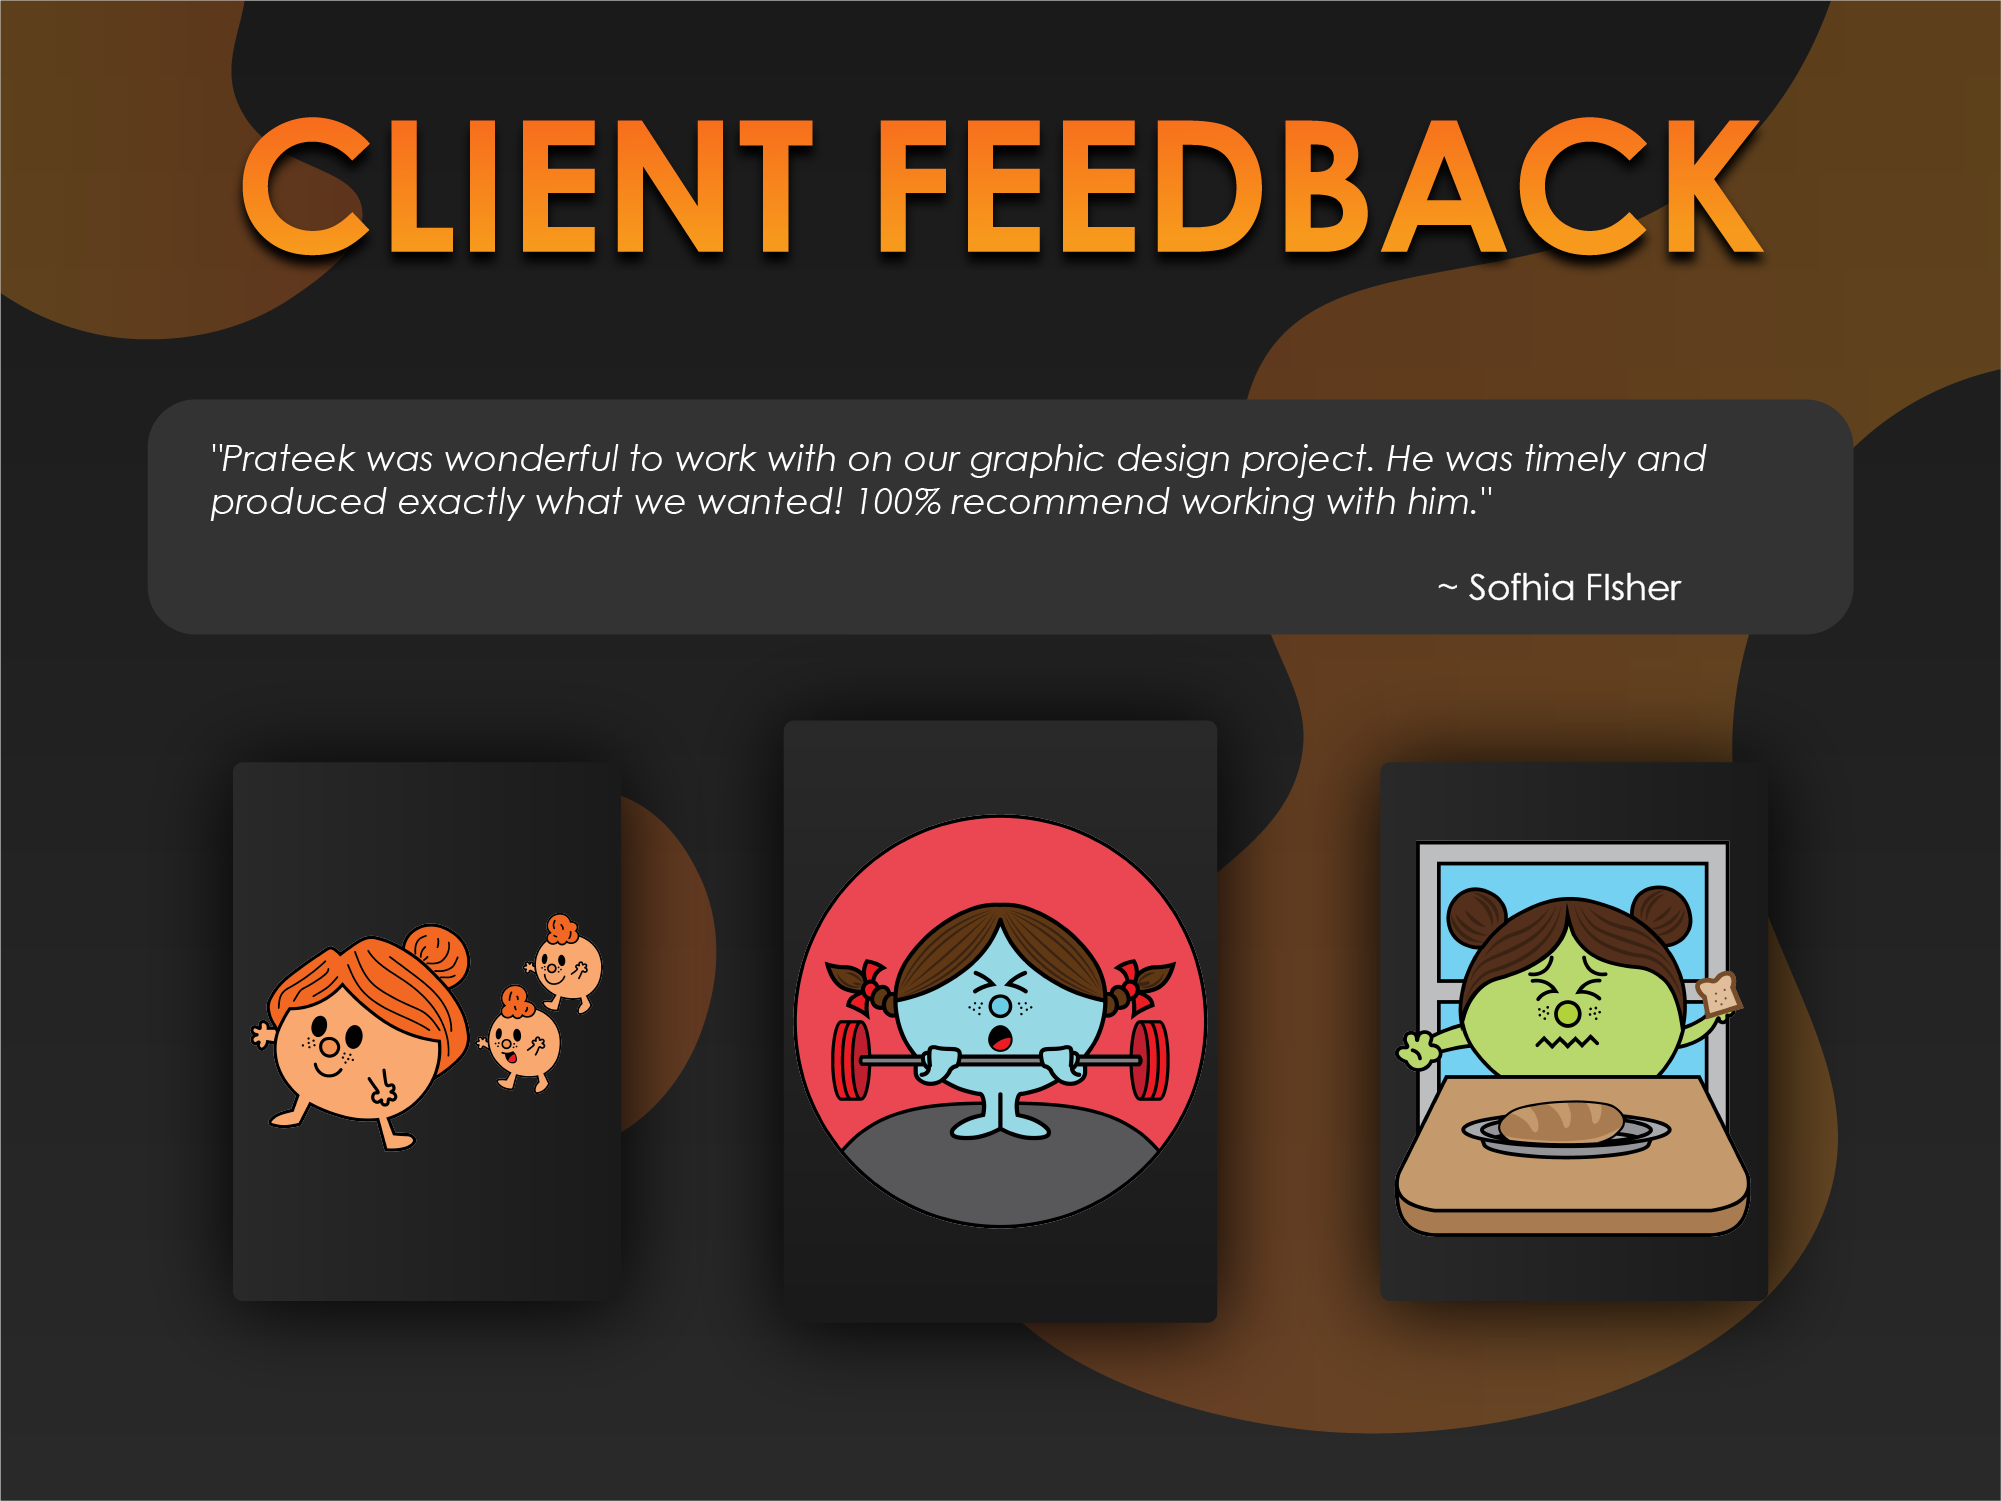 CLIENT FEEDBACK
"Prateek was wonderful to work with on our graphic design project. He was timely and
produced exactly what we wanted! 100% recommend working with him."
~ Sofhia FIsher